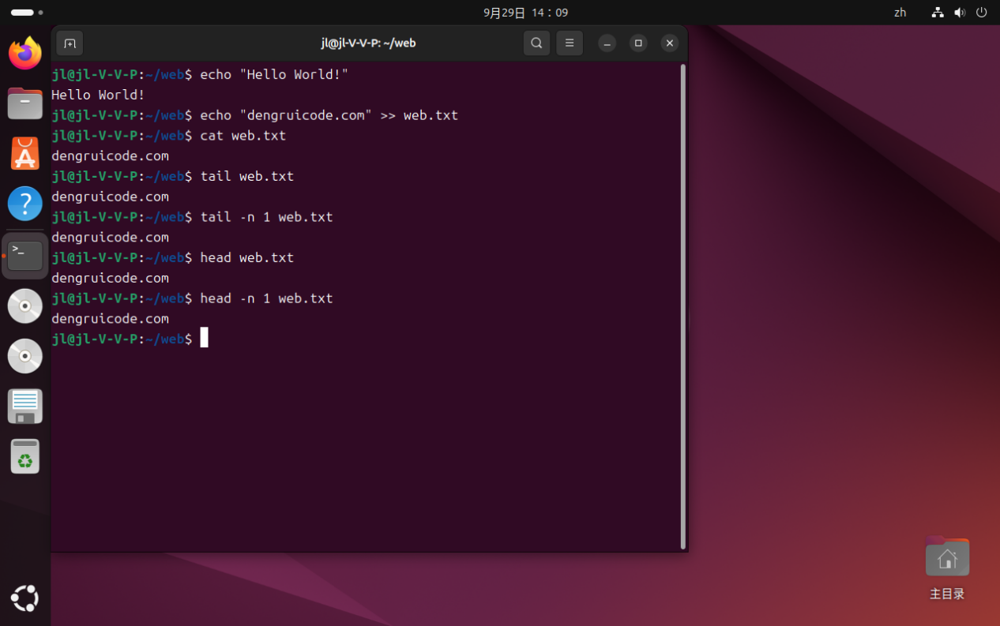 9月29日 14：09
zh
jl@jl-V-V-P: ~/web
jl@jl-V-V-P:~/web$ echo "Hello World!"
Hello World!
jl@jl-V-V-P:~/web$ echo "dengruicode.com" >> web.txt
jl@jl-V-V-P:~/web$ cat web.txt
dengruicode.com
jl@jl-V-V-P:~/web$ tail web.txt
dengruicode.com
jl@jl-V-V-P:~/web$ tail -n 1 web.txt
dengruicode.com
jl@jl-V-V-P:~/web$ head web.txt
dengruicode.com
jl@jl-V-V-P:~/web$ head -n 1 web.txt
dengruicode.com
jl@jl-V-V-P:~/web$
主目录